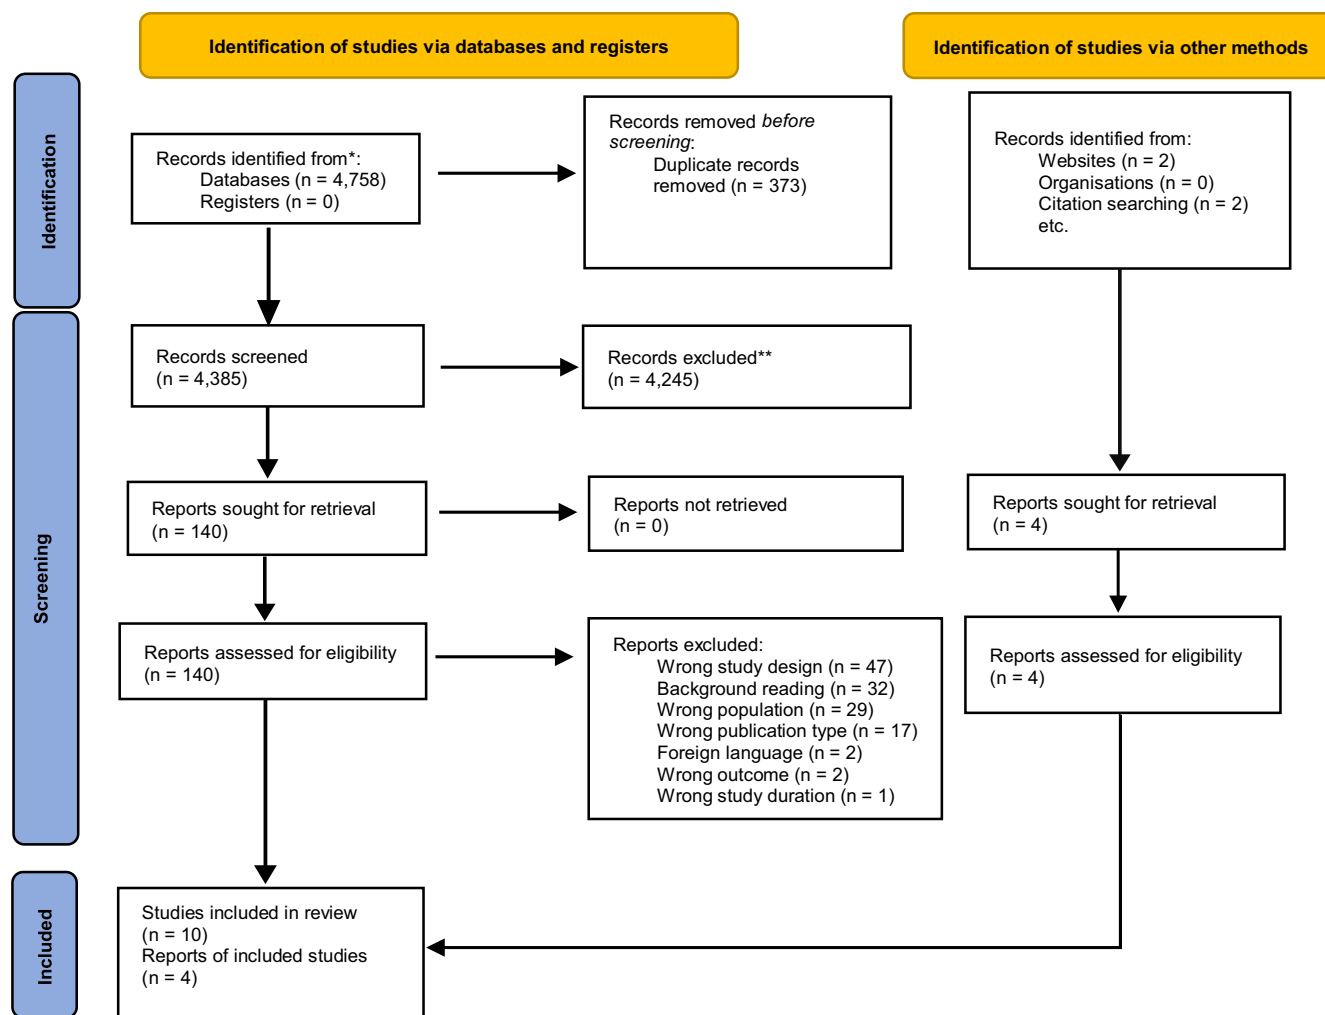 Identification of studies via databases and registers
Identification of studies via other methods
Identification
Records identified from*:
Databases (n = 4,758)
Registers (n = 0)
Records removed before
screening:
Duplicate records
removed (n = 373)
Records identified from:
Websites (n = 2)
Organisations (n = 0)
Citation searching (n = 2)
etc.
Screening
Records screened
(n = 4,385)
Records excluded**
(n = 4,245)
Reports sought for retrieval
(n = 140)
Reports not retrieved
(n = 0)
Reports sought for retrieval
(n = 4)
Reports assessed for eligibility
(n = 140)
Reports excluded:
Wrong study design (n = 47)
Background reading (n = 32)
Wrong population (n = 29)
Wrong publication type (n = 17)
Foreign language (n = 2)
Wrong outcome (n = 2)
Wrong study duration (n = 1)
Reports assessed for eligibility
(n = 4)
Included
Studies included in review
(n = 10)
Reports of included studies
(n = 4)